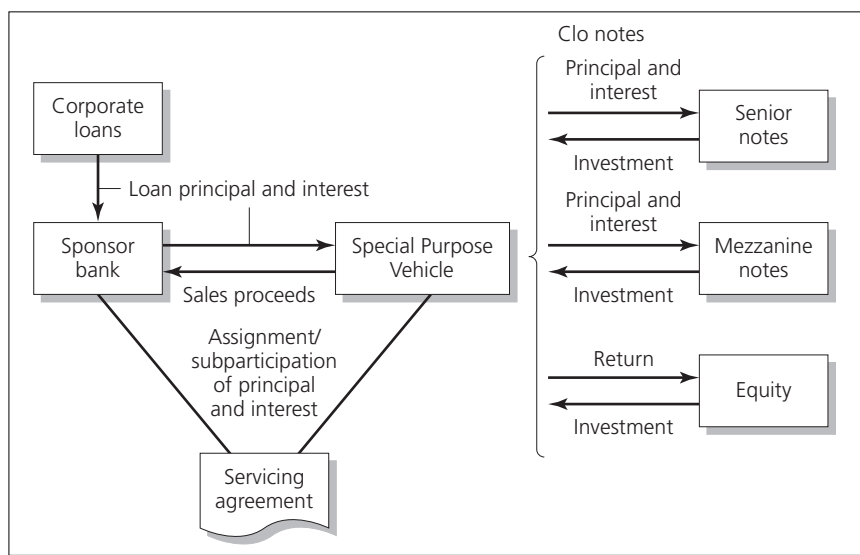 Clo notes
Principal and
interest
Corporate
loans
Senior
notes
Investment
Loan principal and interest
Principal and
interest
Sponsor
bank
Special Purpose
Vehicle
Mezzanine
notes
Sales proceeds
Investment
Assignment/
subparticipation
of principal
and interest
Return
Equity
Investment
Servicing
agreement